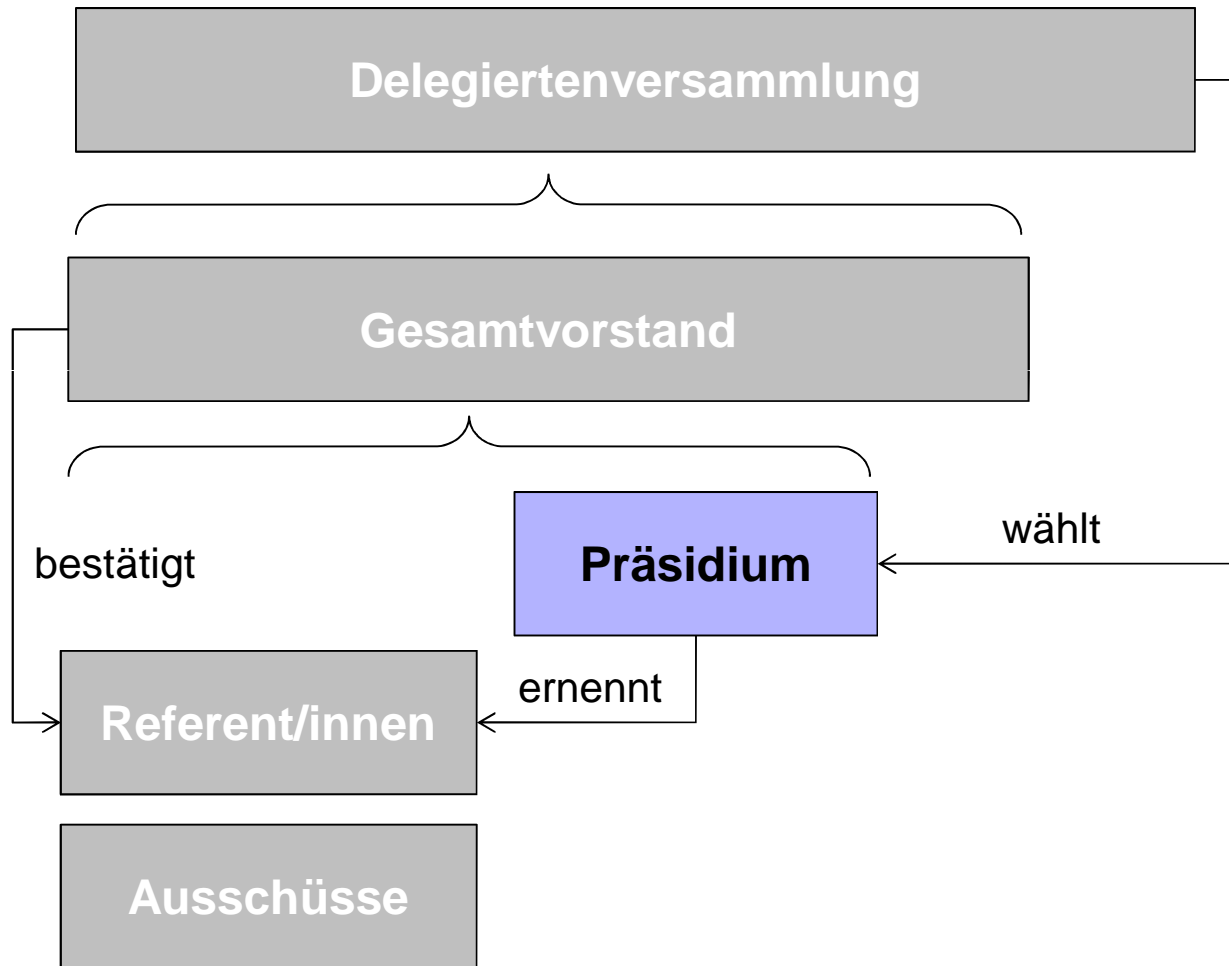 Delegiertenversammlung
Gesamtvorstand
wählt
Präsidium
bestätigt
ernennt
Referent/innen
Ausschüsse